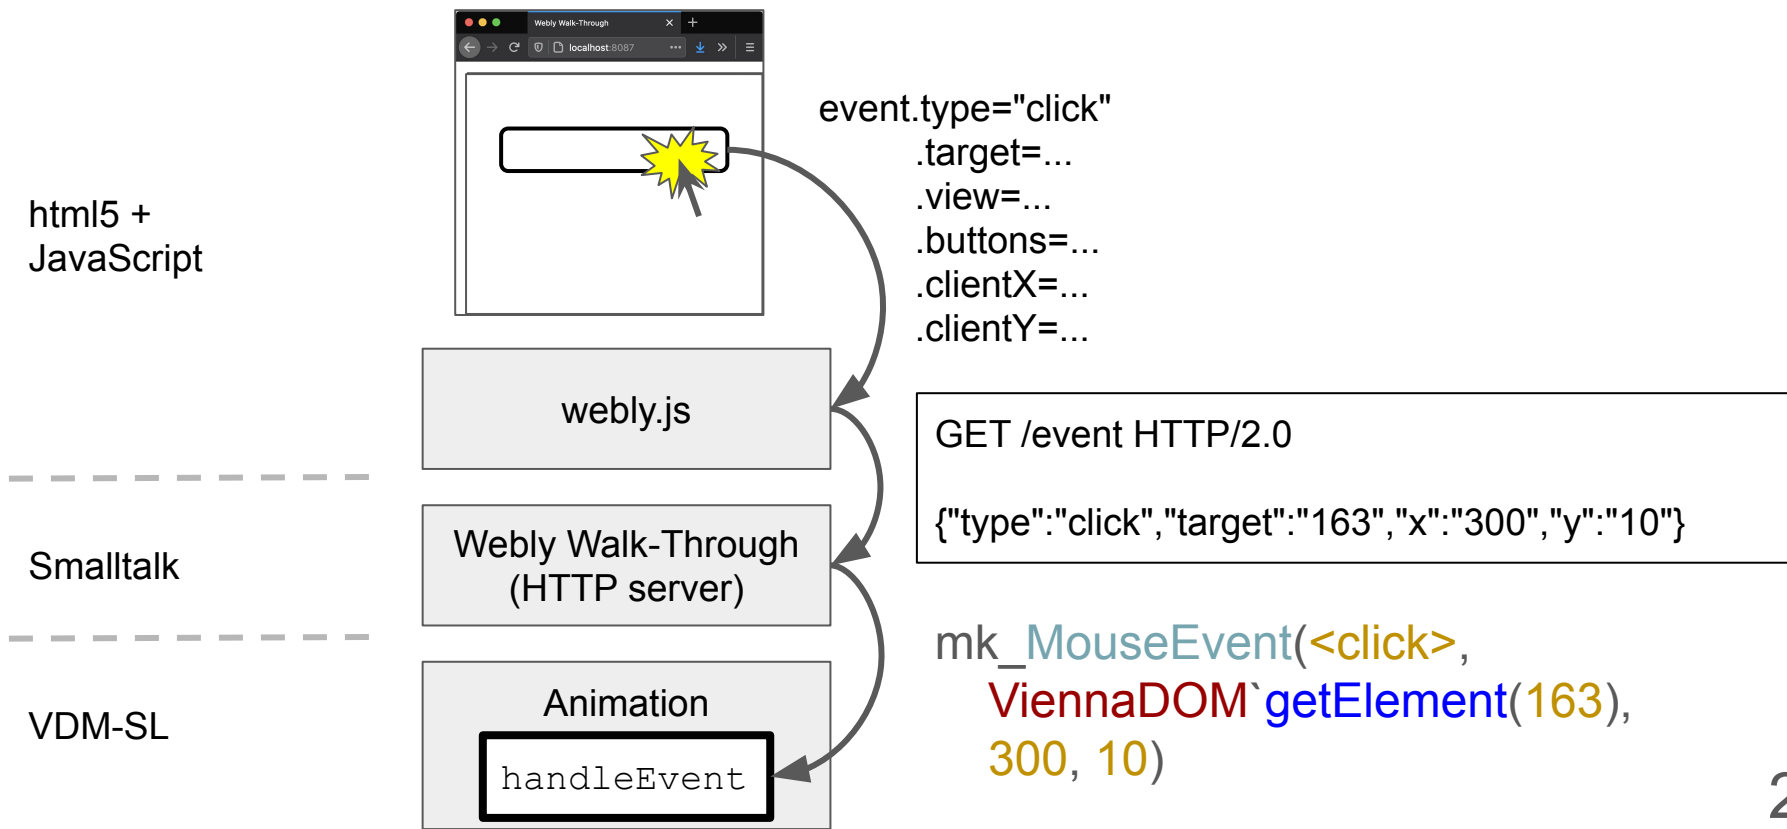 Webly Walk-Through
localhost:8087
event.type="click"
.target=...
.view=...
.buttons=...
.clientX=...
.clientY=...
html5 +
JavaScript
webly.js
GET /event HTTP/2.0
{"type":"click","target":"163","x":"300","y":"10"}
Smalltalk
Webly Walk-Through
(HTTP server)
mk_MouseEvent(<click>,
ViennaDOM`getElement(163),
300, 10)
VDM-SL
Animation
handleEvent